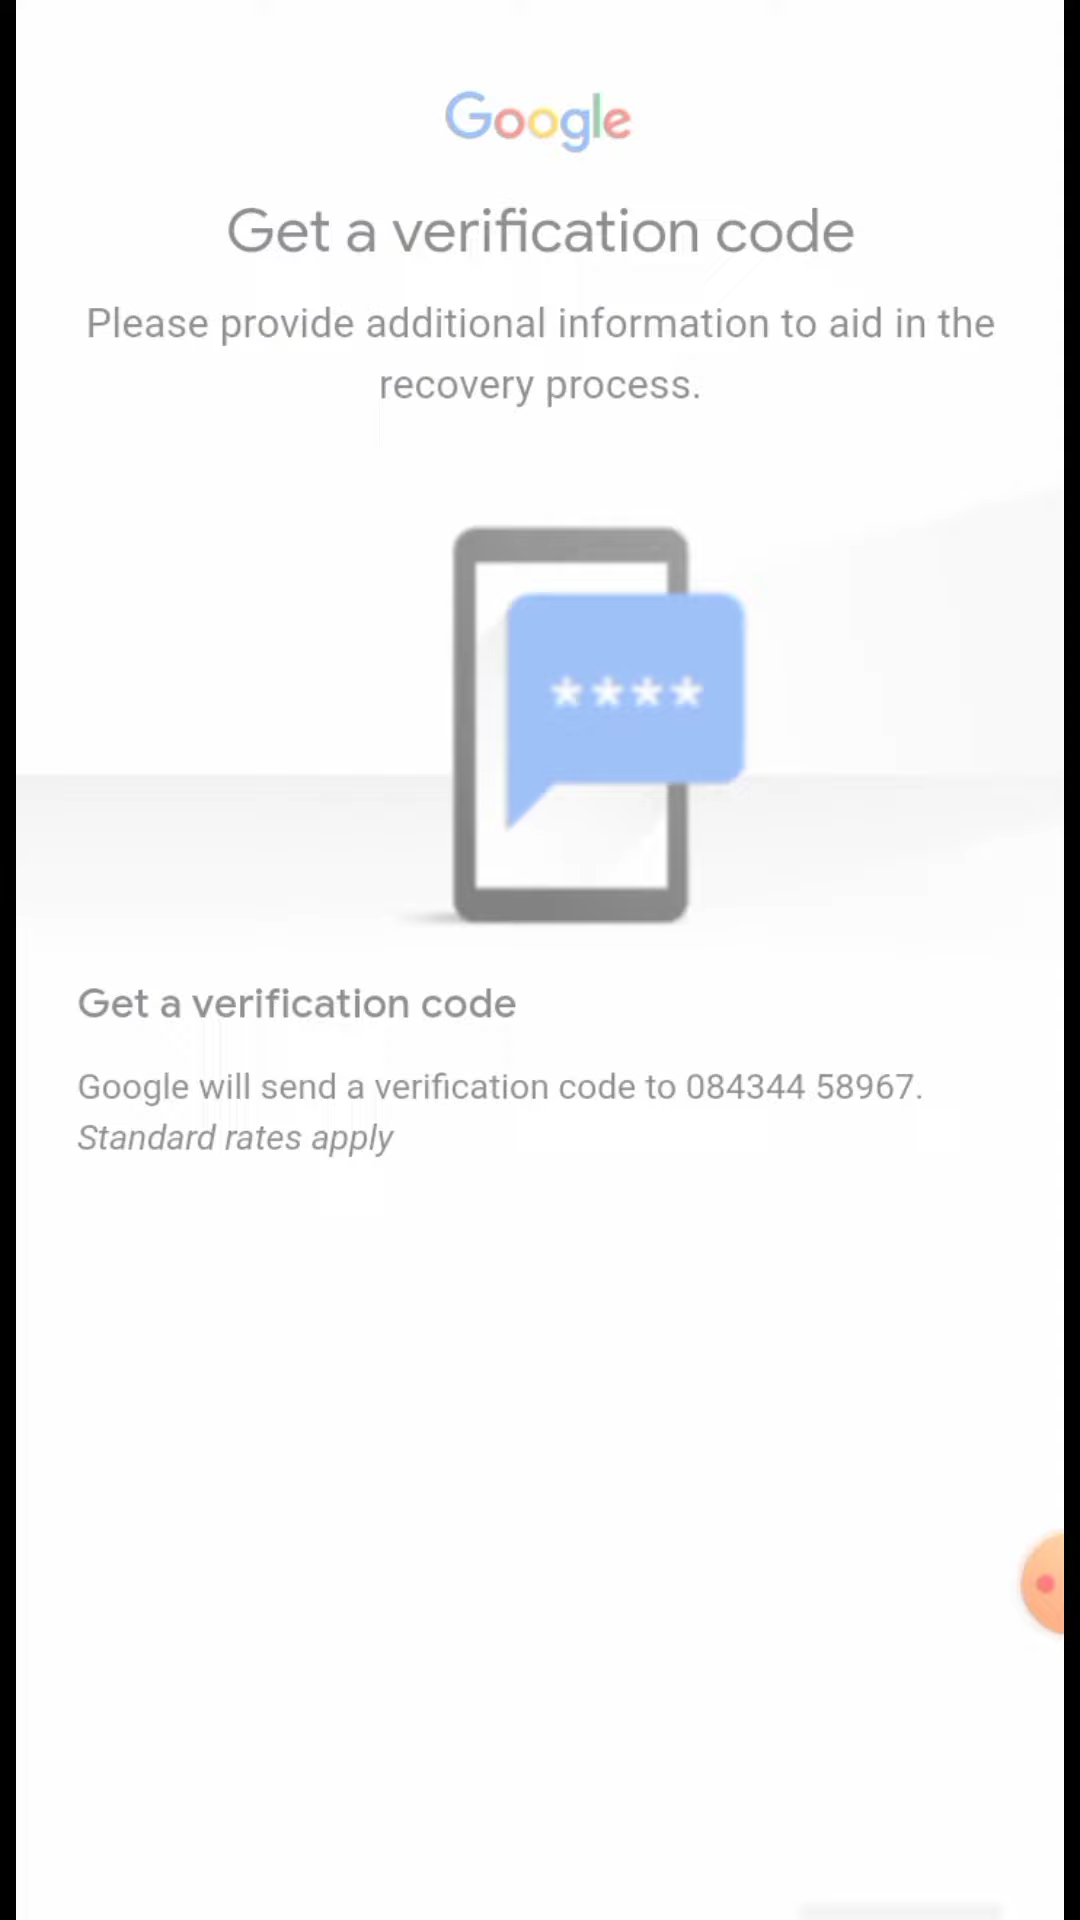 Google
Get a verification code
Please provide additional information to aid in the
recovery process.
****
Get a verification code
Google will send a verification code to 084344 58967.
Standard rates apply